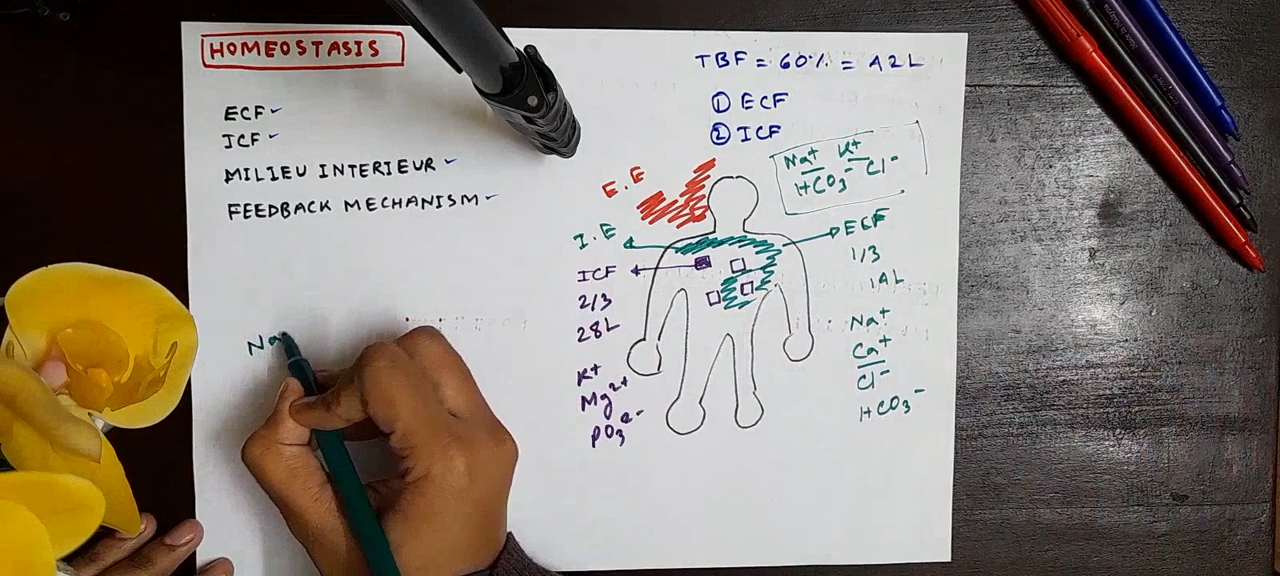 HOMEOSTASIS
ECF
ICF
MILIEU INTERIEUR
FEEDBACK MECHANISM
Na
TBF = 60% = 42L
① ECF
② ICF
Na+ K+
HCO3- Cl-
E.E
I.E
ICF
2/3
28L
K+
Mg2+
ECF
1/3
14L
Na+
Ca+
Cl-
HCO3-